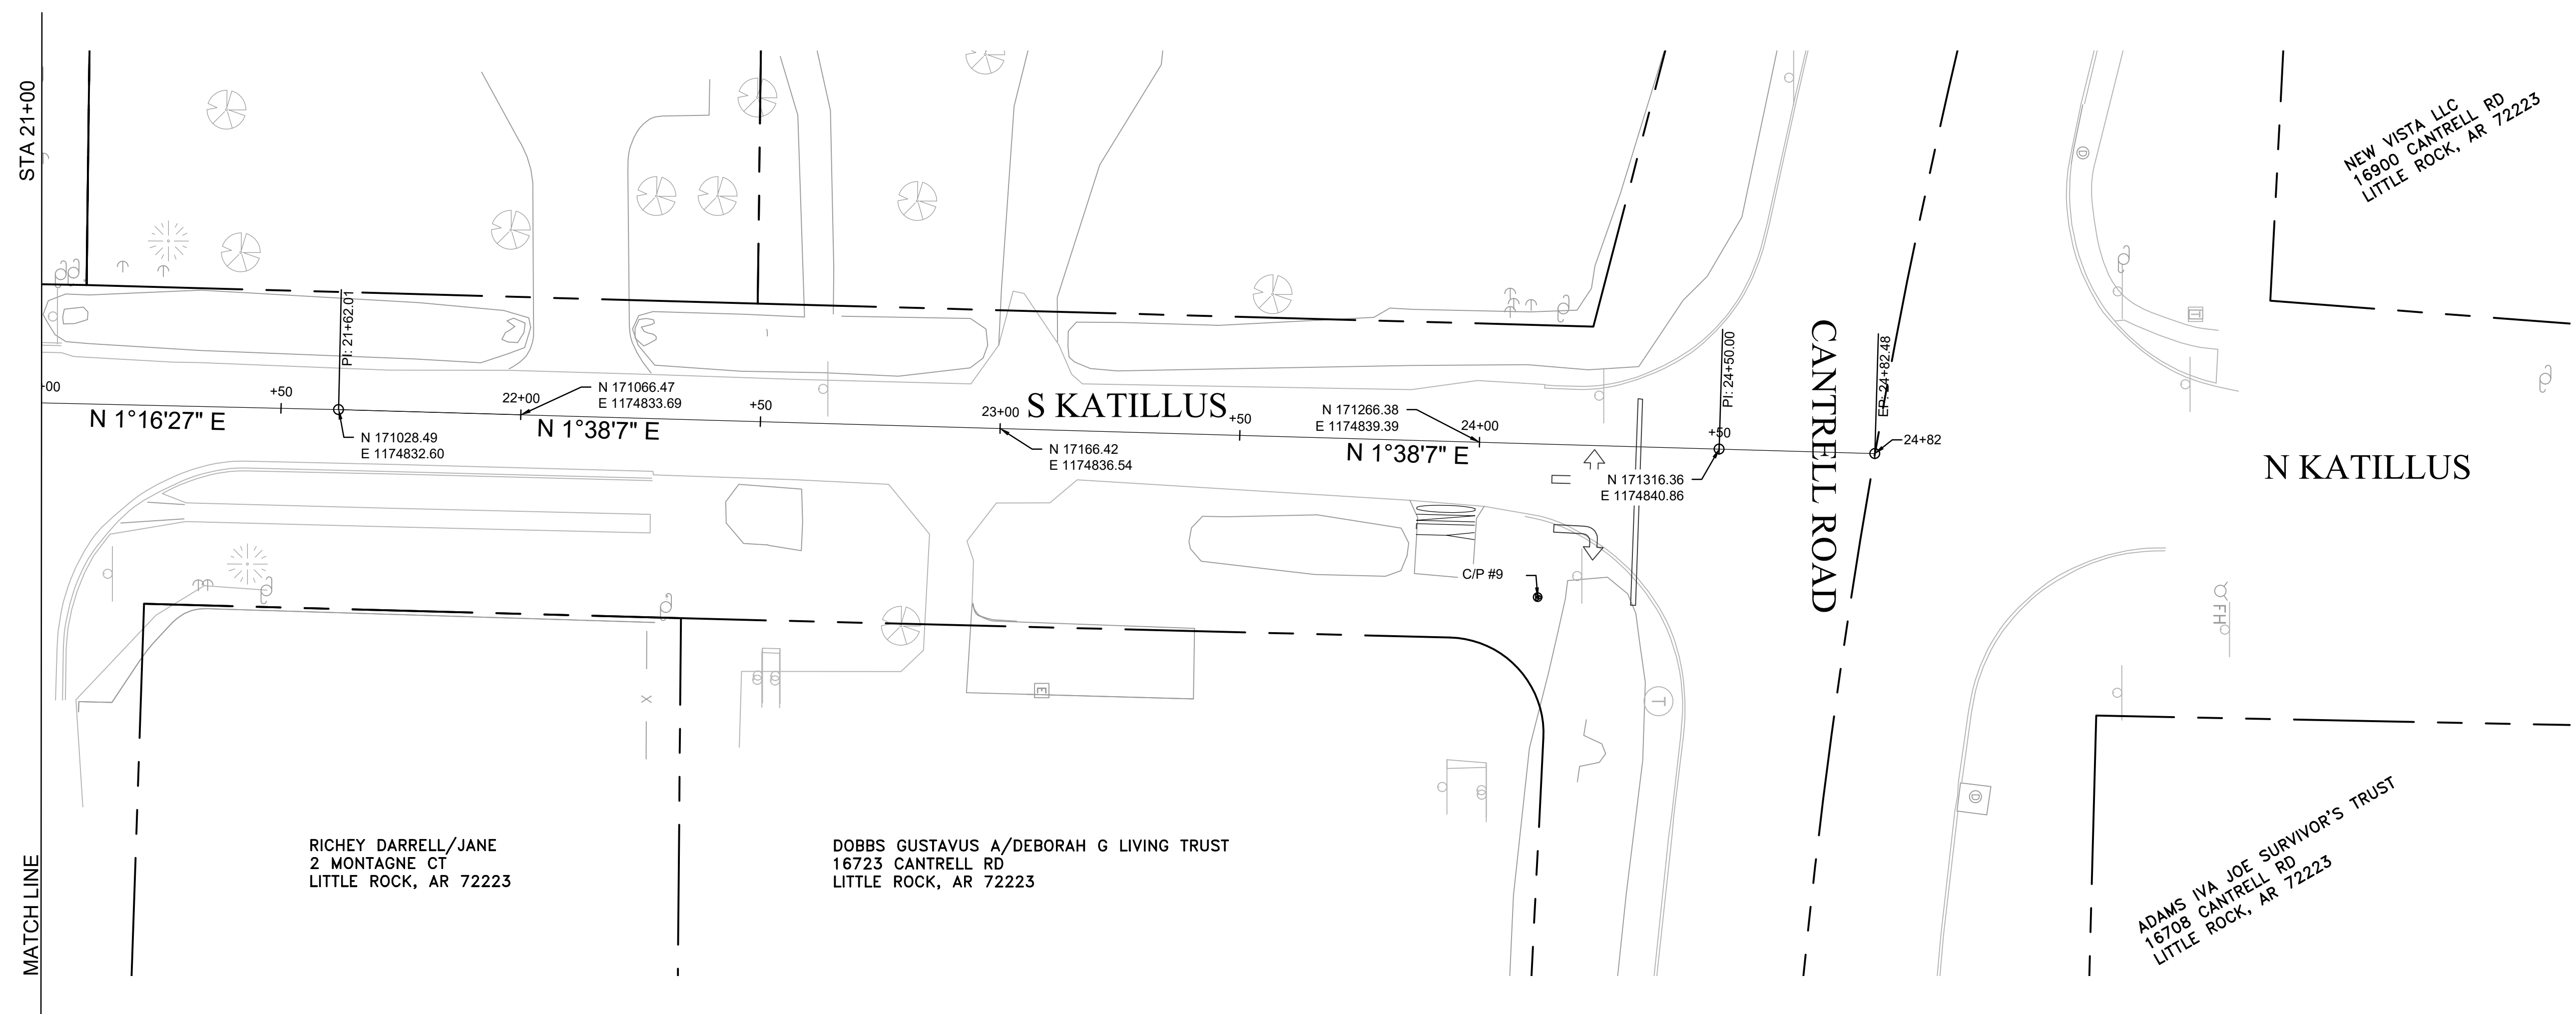 STA 21+00
MATCH LINE
-00
+50
PI: 21+62.01
22+00
N 171066.47
E 1174833.69
+50
23+00
S KATILLUS
+50
N 171266.38
E 1174839.39
24+00
PI: 24+50.00
+50
CANTRELL ROAD
EP: 24+82.48
24+82
N 1°16'27" E
N 171028.49
E 1174832.60
N 1°38'7" E
N 17166.42
E 1174836.54
N 1°38'7" E
N 171316.36
E 1174840.86
N KATILLUS
C/P #9
NEW VISTA LLC
16900 CANTRELL RD
LITTLE ROCK, AR 72223
D
T
FH
X
E
T
D
RICHEY DARRELL/JANE
2 MONTAGNE CT
LITTLE ROCK, AR 72223
DOBBS GUSTAVUS A/DEBORAH G LIVING TRUST
16723 CANTRELL RD
LITTLE ROCK, AR 72223
ADAMS IVA JOE SURVIVOR'S TRUST
16708 CANTRELL RD
LITTLE ROCK, AR 72223